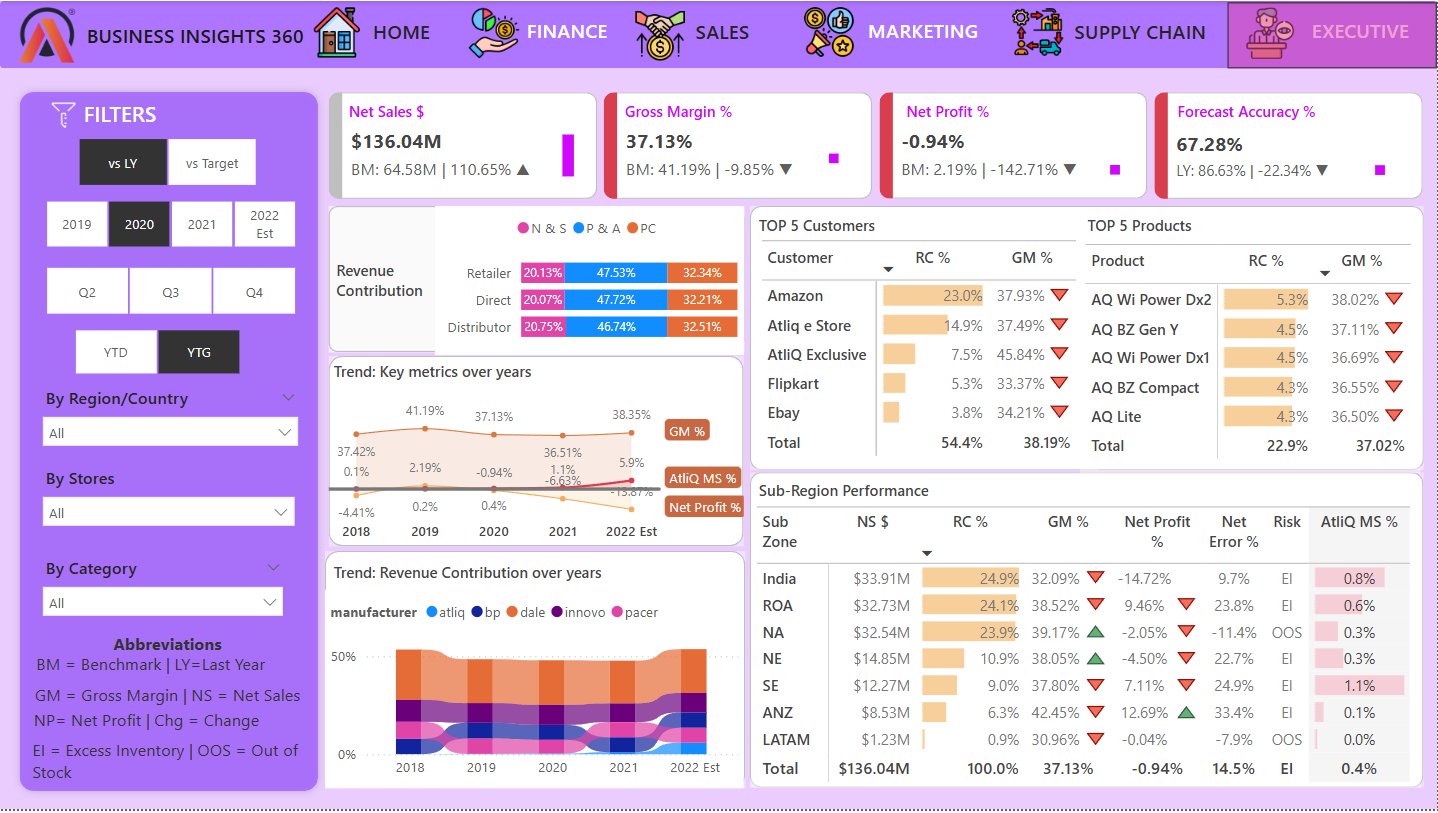 BUSINESS INSIGHTS 360
HOME
FINANCE
SALES
MARKETING
SUPPLY CHAIN
EXECUTIVE
FILTERS
vs LY
vs Target
2019
2020
2021
2022
Est
Q2
Q3
Q4
YTD
YTG
By Region/Country
All
By Stores
All
By Category
All
Abbreviations
BM = Benchmark | LY=Last Year
GM = Gross Margin | NS = Net Sales
NP= Net Profit | Chg = Change
EI = Excess Inventory | OOS = Out of
Stock
Net Sales $
$136.04M
BM: 64.58M | 110.65%
Gross Margin %
37.13%
BM: 41.19% | -9.85%
Net Profit %
-0.94%
BM: 2.19% | -142.71%
Forecast Accuracy %
67.28%
LY: 86.63% | -22.34%
Revenue
Contribution
N & S P & A PC
Retailer 20.13% 47.53% 32.34%
Direct 20.07% 47.72% 32.21%
Distributor 20.75% 46.74% 32.51%
Trend: Key metrics over years
41.19% 37.13% 38.35%
GM %
37.42% 36.51%
0.1% 2.19% -0.94% 1.1% 5.9%
AtliQ MS %
-6.63% -13.87%
-4.41% 0.2% 0.4%
Net Profit %
2018 2019 2020 2021 2022 Est
Trend: Revenue Contribution over years
manufacturer atliq bp dale innovo pacer
50%
0%
2018 2019 2020 2021 2022 Est
TOP 5 Customers
Customer RC % GM %
Amazon 23.0% 37.93%
Atliq e Store 14.9% 37.49%
AtliQ Exclusive 7.5% 45.84%
Flipkart 5.3% 33.37%
Ebay 3.8% 34.21%
Total 54.4% 38.19%
TOP 5 Products
Product RC % GM %
AQ Wi Power Dx2 5.3% 38.02%
AQ BZ Gen Y 4.5% 37.11%
AQ Wi Power Dx1 4.5% 36.69%
AQ BZ Compact 4.3% 36.55%
AQ Lite 4.3% 36.50%
Total 22.9% 37.02%
Sub-Region Performance
Sub NS $ RC % GM % Net Profit Net Risk AtliQ MS %
Zone % Error %
India $33.91M 24.9% 32.09% -14.72% 9.7% EI 0.8%
ROA $32.73M 24.1% 38.52% 9.46% 23.8% EI 0.6%
NA $32.54M 23.9% 39.17% -2.05% -11.4% OOS 0.3%
NE $14.85M 10.9% 38.05% -4.50% 22.7% EI 0.3%
SE $12.27M 9.0% 37.80% 7.11% 24.9% EI 1.1%
ANZ $8.53M 6.3% 42.45% 12.69% 33.4% EI 0.1%
LATAM $1.23M 0.9% 30.96% -0.04% -7.9% OOS 0.0%
Total $136.04M 100.0% 37.13% -0.94% 14.5% EI 0.4%